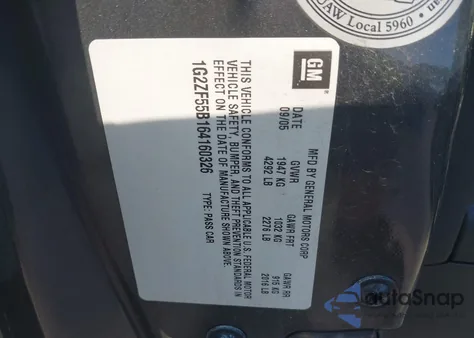 UAW Local 5960
GM
MFD BY GENERAL MOTORS CORP
DATE GVWR GAWR FRT GAWR RR
09/05 1947 KG 1032 KG 915 KG
4292 LB 2276 LB 2016 LB
THIS VEHICLE CONFORMS TO ALL APPLICABLE U.S. FEDERAL MOTOR
VEHICLE SAFETY, BUMPER, AND THEFT PREVENTION STANDARDS IN
EFFECT ON THE DATE OF MANUFACTURE SHOWN ABOVE.
1G2ZF55B164160326 TYPE: PASS CAR
autoSnap